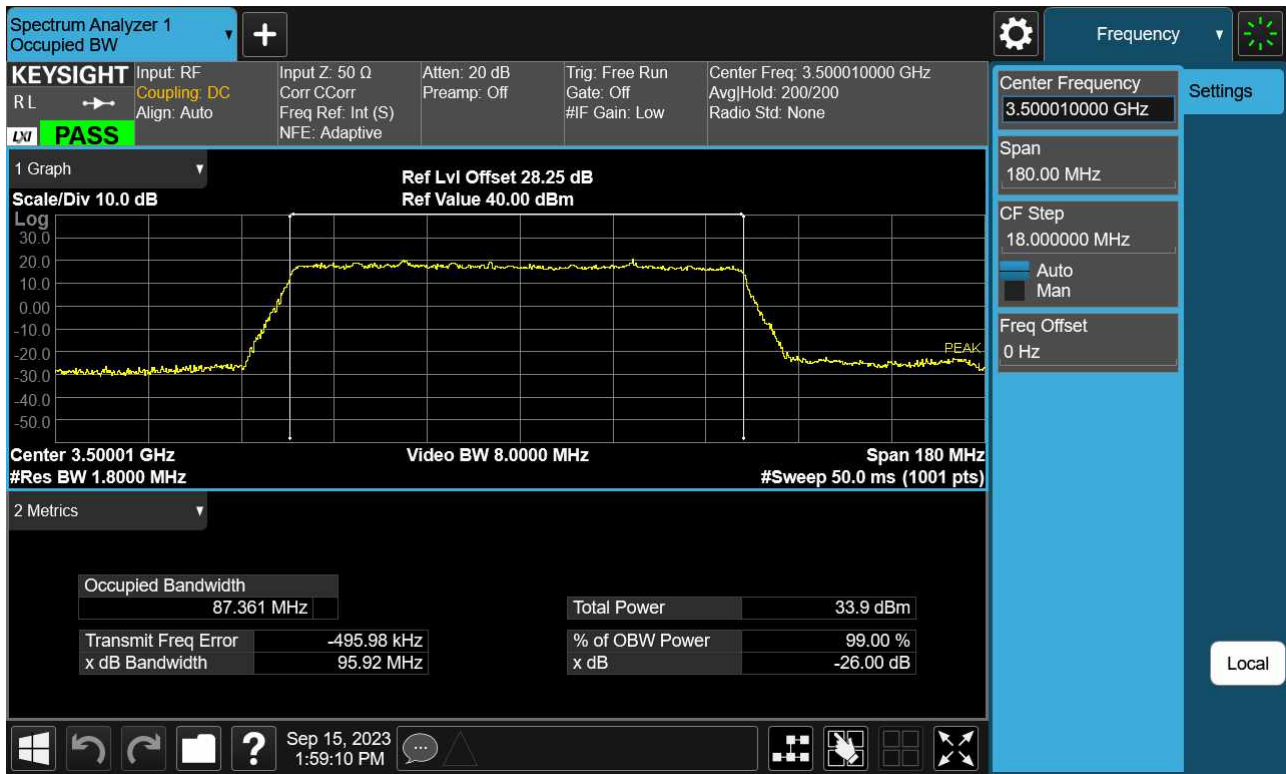 Spectrum Analyzer 1
Occupied BW
+
Frequency
KEYSIGHT
R L
LXI
PASS
Input: RF
Coupling: DC
Align: Auto
Input Z: 50 Ω
Corr CCorr
Freq Ref: Int (S)
NFE: Adaptive
Atten: 20 dB
Preamp: Off
Trig: Free Run
Gate: Off
#IF Gain: Low
Center Freq: 3.500010000 GHz
Avg|Hold: 200/200
Radio Std: None
Center Frequency
3.500010000 GHz
Settings
Span
180.00 MHz
CF Step
18.000000 MHz
Auto
Man
Freq Offset
0 Hz
Local
1 Graph
Scale/Div 10.0 dB
Ref Lvl Offset 28.25 dB
Ref Value 40.00 dBm
Log
30.0
20.0
10.0
0.00
-10.0
-20.0
-30.0
-40.0
-50.0
PEAK
Center 3.50001 GHz
Video BW 8.0000 MHz
Span 180 MHz
#Res BW 1.8000 MHz
#Sweep 50.0 ms (1001 pts)
2 Metrics
Occupied Bandwidth
87.361 MHz
Total Power 33.9 dBm
Transmit Freq Error -495.98 kHz
% of OBW Power 99.00 %
x dB Bandwidth 95.92 MHz
x dB -26.00 dB
?
Sep 15, 2023
1:59:10 PM